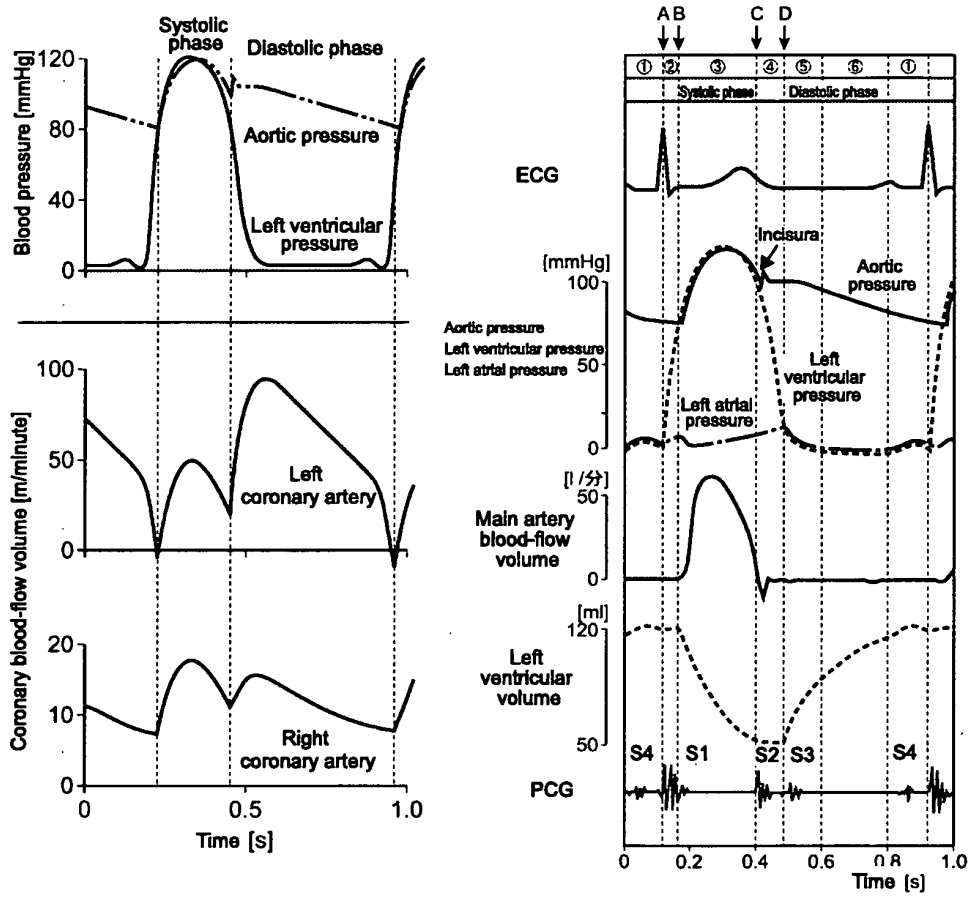 Systolic
phase
Diastolic phase
120
80
40
0
Blood pressure [mmHg]
Aortic pressure
Left ventricular
pressure
100
50
0
Left
coronary artery
Coronary blood-flow volume [m/minute]
20
10
0
Right
coronary artery
0
0.5
1.0
Time [s]
A B C D
① ② ③ ④ ⑤ ⑥ ①
Systolic phase Diastolic phase
ECG
Incisura
[mmHg]
Aortic
pressure
100
50
0
Aortic pressure
Left ventricular pressure
Left atrial pressure
Left
ventricular
pressure
Left atrial
pressure
[l/分]
50
0
Main artery
blood-flow
volume
[ml]
120
50
Left
ventricular
volume
S4 S1 S2 S3 S4
PCG
0 0.2 0.4 0.6 0.8 1.0
Time [s]